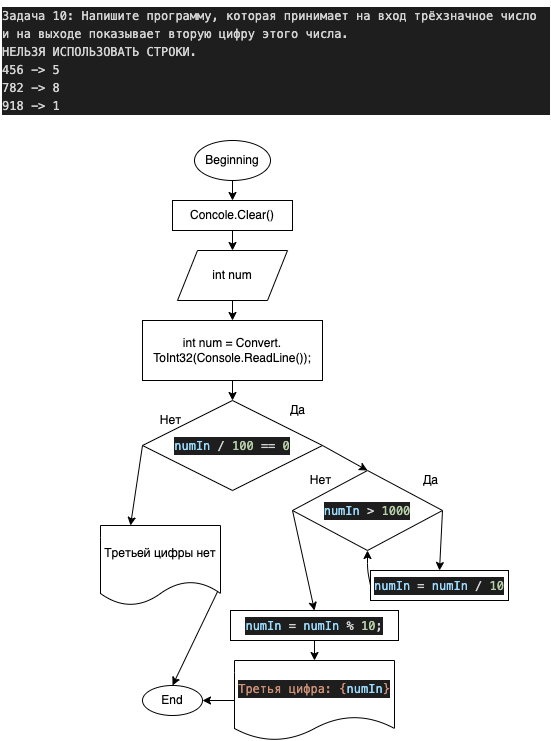 Задача 10: Напишите программу, которая принимает на вход трёхзначное число
и на выходе показывает вторую цифру этого числа.
НЕЛЬЗЯ ИСПОЛЬЗОВАТЬ СТРОКИ.
456 -> 5
782 -> 8
918 -> 1
Beginning
Concole.Clear()
int num
int num = Convert.
ToInt32(Console.ReadLine());
Нет
Да
numIn / 100 == 0
Нет
Да
numIn > 1000
Третьей цифры нет
numIn = numIn / 10
numIn = numIn % 10;
Третья цифра: {numIn}
End